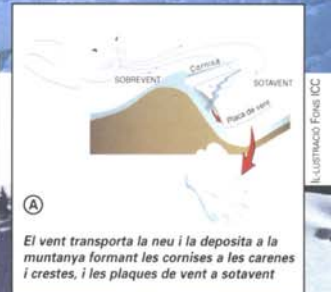 Cornisa
SOBREVENT
SOTAVENT
Placa de vent
IL·LUSTRACIÓ FONS ICC
A
El vent transporta la neu i la deposita a la
muntanya formant les cornises a les carenes
i crestes, i les plaques de vent a sotavent